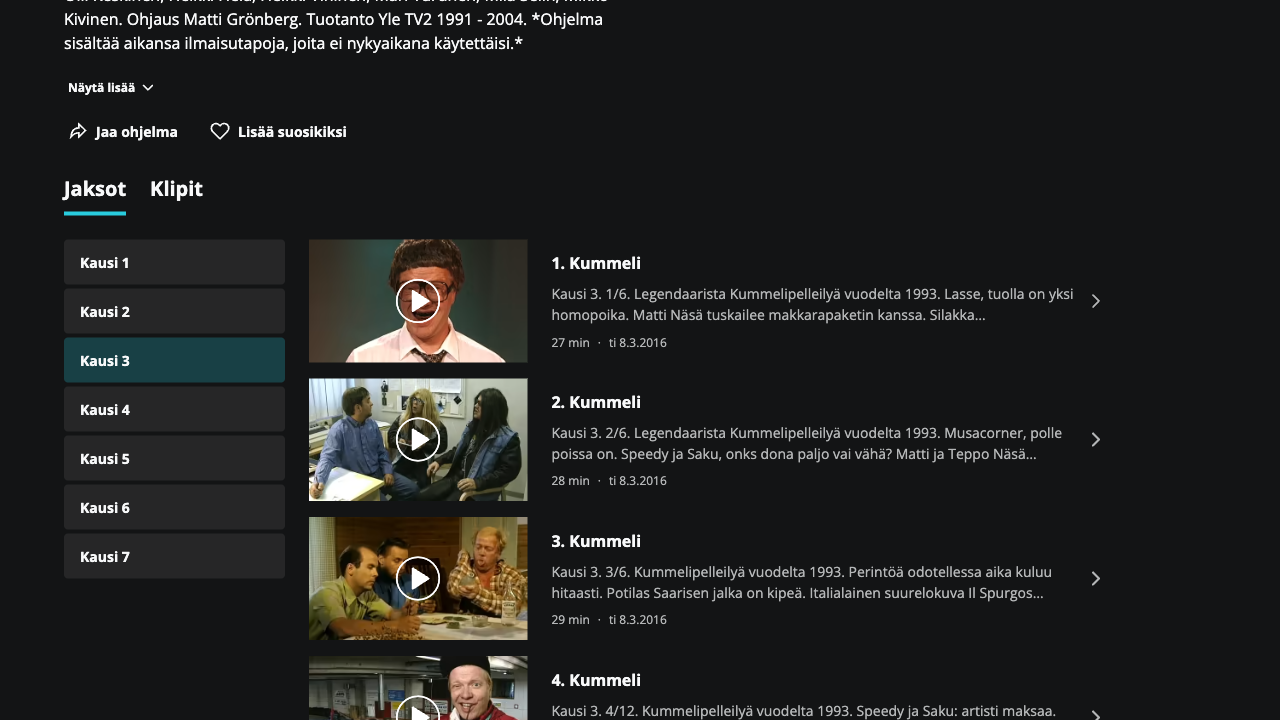 Kivinen. Ohjaus Matti Grönberg. Tuotanto Yle TV2 1991 - 2004. *Ohjelma
sisältää aikansa ilmaisutapoja, joita ei nykyaikana käytettäisi.*
Näytä lisää
Jaa ohjelma
Lisää suosikiksi
Jaksot
Klipit
Kausi 1
Kausi 2
Kausi 3
Kausi 4
Kausi 5
Kausi 6
Kausi 7
1. Kummeli
Kausi 3. 1/6. Legendaarista Kummelipelleilyä vuodelta 1993. Lasse, tuolla on yksi
homopoika. Matti Näsä tuskailee makkarapaketin kanssa. Silakka...
27 min · ti 8.3.2016
2. Kummeli
Kausi 3. 2/6. Legendaarista Kummelipelleilyä vuodelta 1993. Musacorner, polle
poissa on. Speedy ja Saku, onks dona paljo vai vähä? Matti ja Teppo Näsä...
28 min · ti 8.3.2016
3. Kummeli
Kausi 3. 3/6. Kummelipelleilyä vuodelta 1993. Perintöä odotellessa aika kuluu
hitaasti. Potilas Saarisen jalka on kipeä. Italialainen suurelokuva Il Spurgos...
29 min · ti 8.3.2016
4. Kummeli
Kausi 3. 4/12. Kummelipelleilyä vuodelta 1993. Speedy ja Saku: artisti maksaa.